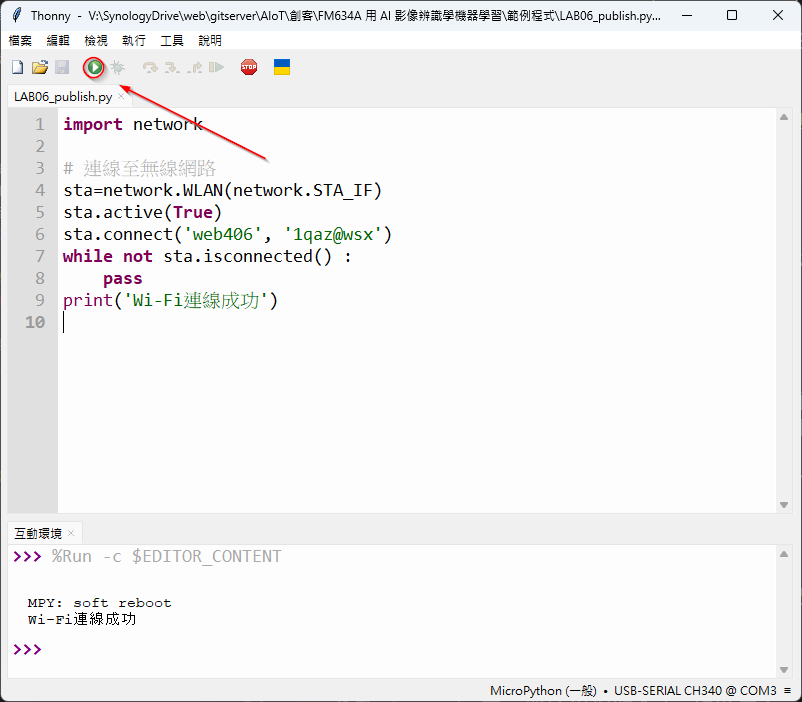 Thonny - V:\SynologyDrive\web\gitserver\AIoT\創客\FM634A 用 AI 影像辨識學機器學習\範例程式\LAB06_publish.py...
檔案 編輯 檢視 執行 工具 說明
STOP
LAB06_publish.py ×
1 import network
2
3 # 連線至無線網路
4 sta=network.WLAN(network.STA_IF)
5 sta.active(True)
6 sta.connect('web406', '1qaz@wsx')
7 while not sta.isconnected() :
8 pass
9 print('Wi-Fi連線成功')
10
互動環境 ×
>>> %Run -c $EDITOR_CONTENT
MPY: soft reboot
Wi-Fi連線成功
>>>
MicroPython (一般) • USB-SERIAL CH340 @ COM3 ≡